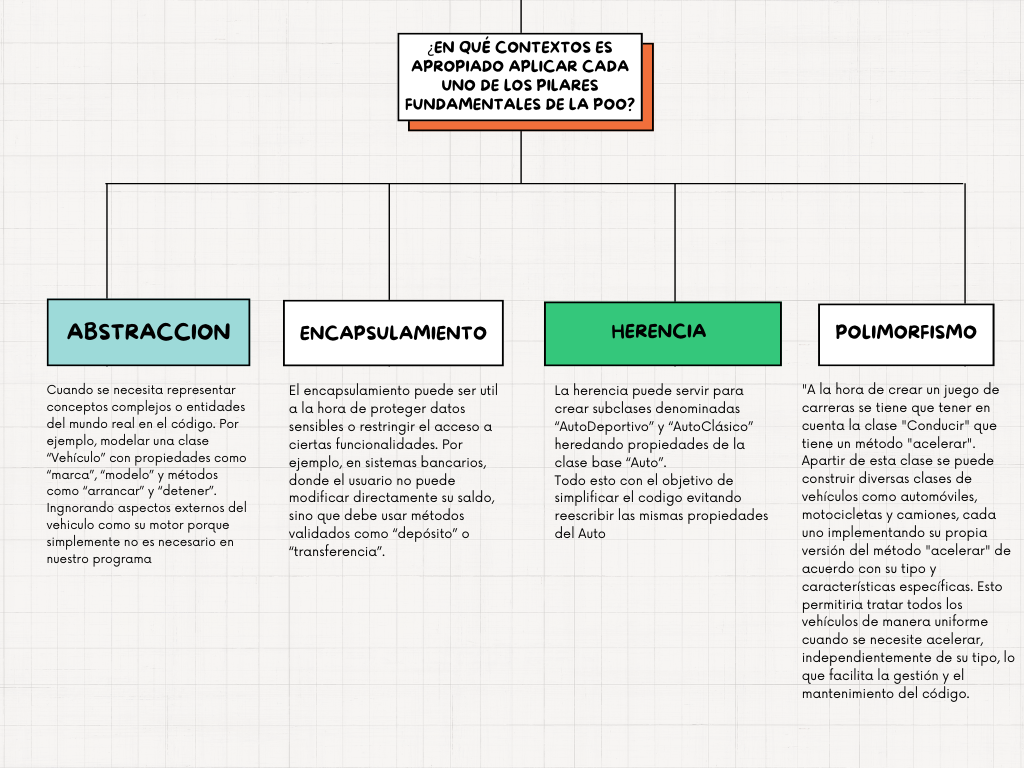 ¿EN QUÉ CONTEXTOS ES
APROPIADO APLICAR CADA
UNO DE LOS PILARES
FUNDAMENTALES DE LA POO?
ABSTRACCION
Cuando se necesita representar
conceptos complejos o entidades
del mundo real en el código. Por
ejemplo, modelar una clase
“Vehículo” con propiedades como
“marca”, “modelo” y métodos
como “arrancar” y “detener”.
Ingnorando aspectos externos del
vehiculo como su motor porque
simplemente no es necesario en
nuestro programa
ENCAPSULAMIENTO
El encapsulamiento puede ser util
a la hora de proteger datos
sensibles o restringir el acceso a
ciertas funcionalidades. Por
ejemplo, en sistemas bancarios,
donde el usuario no puede
modificar directamente su saldo,
sino que debe usar métodos
validados como “depósito” o
“transferencia”.
HERENCIA
La herencia puede servir para
crear subclases denominadas
“AutoDeportivo” y “AutoClásico”
heredando propiedades de la
clase base “Auto”.
Todo esto con el objetivo de
simplificar el codigo evitando
reescribir las mismas propiedades
del Auto
POLIMORFISMO
"A la hora de crear un juego de
carreras se tiene que tener en
cuenta la clase "Conducir" que
tiene un método "acelerar".
Apartir de esta clase se puede
construir diversas clases de
vehículos como automóviles,
motocicletas y camiones, cada
uno implementando su propia
versión del método "acelerar" de
acuerdo con su tipo y
características específicas. Esto
permitiria tratar todos los
vehículos de manera uniforme
cuando se necesite acelerar,
independientemente de su tipo, lo
que facilita la gestión y el
mantenimiento del código.